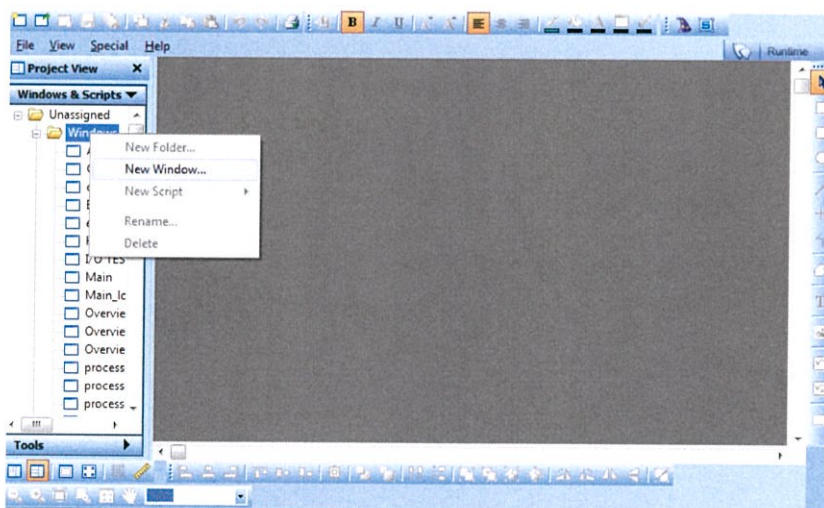 B I U
File View Special Help
Runtime
Project View X
Windows & Scripts
Unassigned
Windows
New Folder...
New Window...
New Script
Rename...
Delete
I/O TES
Main
Main_lc
Overvie
Overvie
Overvie
process
process
process
Tools